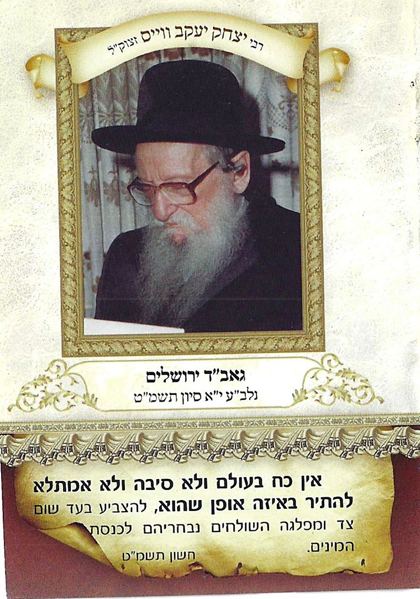 רבי יצחק יעקב ווייס זצוק"ל
גאב"ד ירושלים
נלב"ע י"א סיון תשמ"ט
אין כח בעולם ולא סיבה ולא אמתלא
להתיר באיזה אופן שהוא, להצביע בעד שום
צד ומפלגה השולחים נבחריהם לכנסת
המינים. חשון תשמ"ט